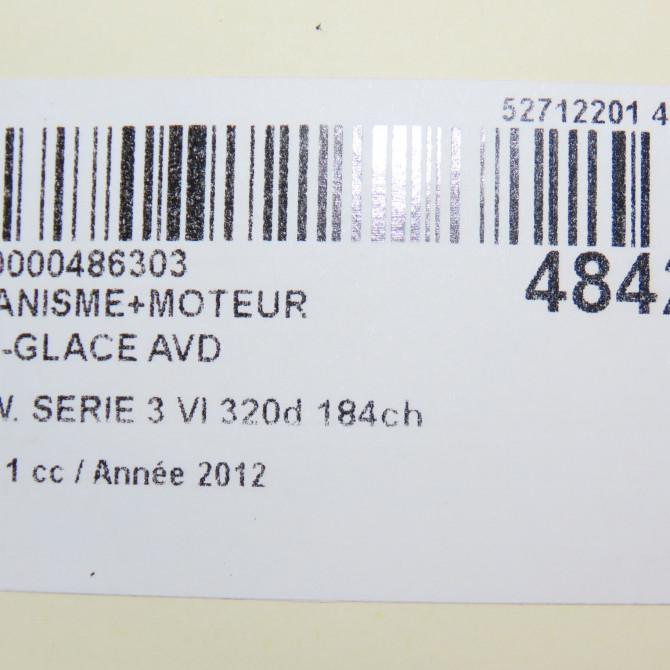 52712201 4
0000486303
484
ANISME+MOTEUR
-GLACE AVD
W. SERIE 3 VI 320d 184ch
1 cc / Année 2012